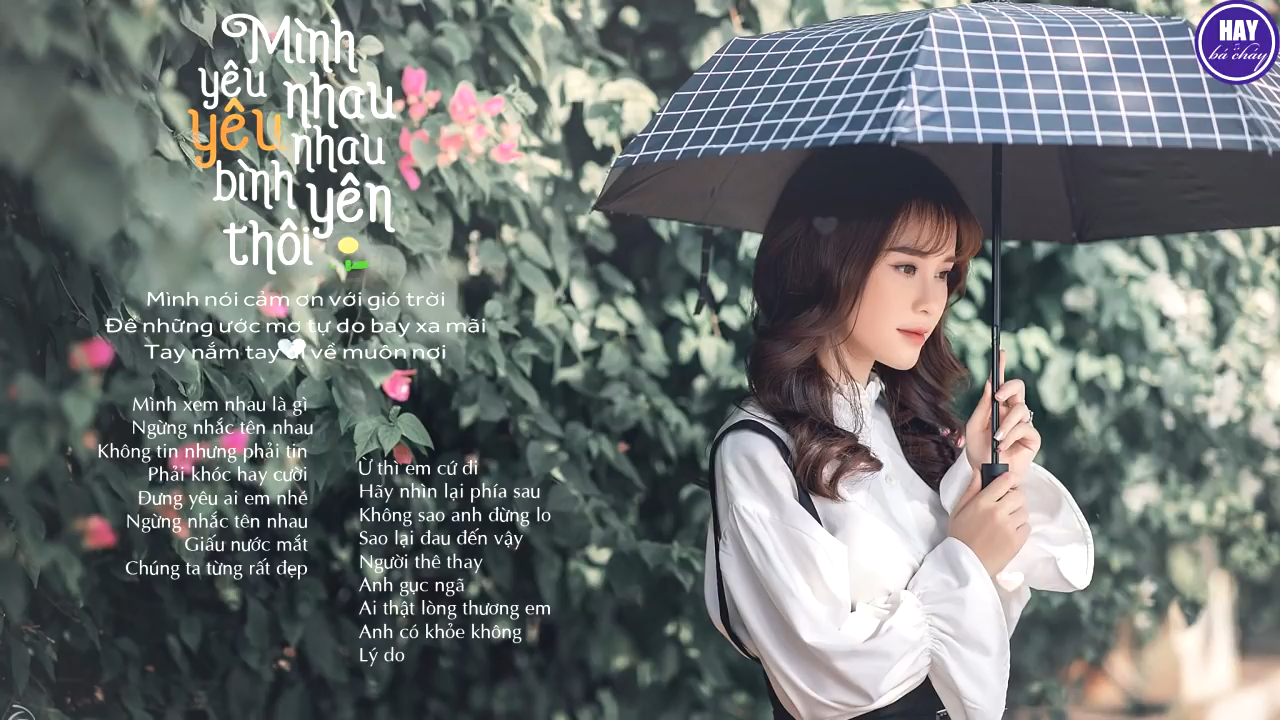 Mình
yêu nhau
yêu nhau
bình yên
thôi
Mình nói cảm ơn với gió trời
Để những ước mơ tự do bay xa mãi
Tay nắm tay đi về muôn nơi
Mình xem nhau là gì
Ngừng nhắc tên nhau
Không tin nhưng phải tin
Phải khóc hay cười
Đưng yêu ai em nhé
Ngừng nhắc tên nhau
Giấu nước mắt
Chúng ta từng rất đẹp
Ừ thì em cứ đi
Hãy nhìn lại phía sau
Không sao anh đừng lo
Sao lại đau đến vậy
Người thê thay
Anh gục ngã
Ai thật lòng thương em
Anh có khỏe không
Lý do
HAY
bá cháy